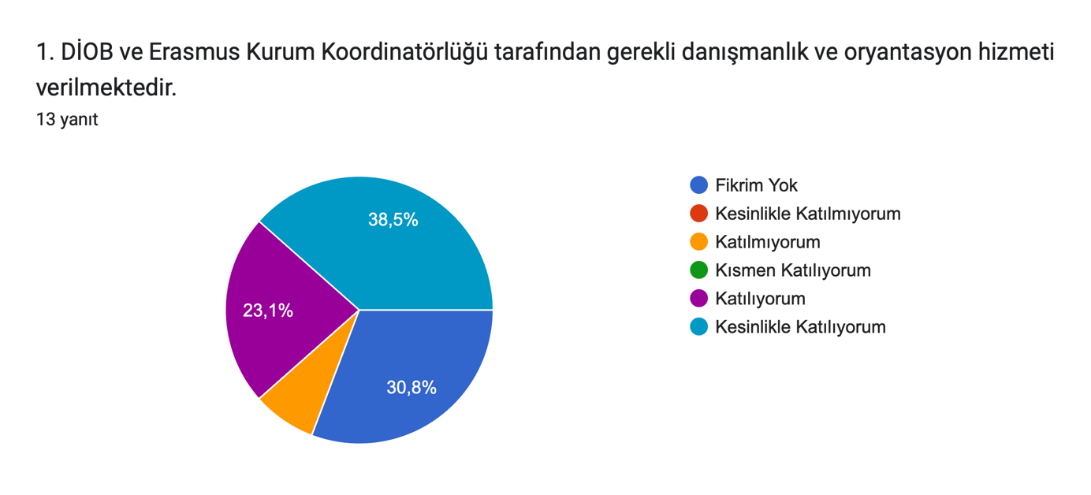 1. DİOB ve Erasmus Kurum Koordinatörlüğü tarafından gerekli danışmanlık ve oryantasyon hizmeti
verilmektedir.
13 yanıt
38,5%
23,1%
30,8%
Fikrim Yok
Kesinlikle Katılmıyorum
Katılmıyorum
Kısmen Katılıyorum
Katılıyorum
Kesinlikle Katılıyorum